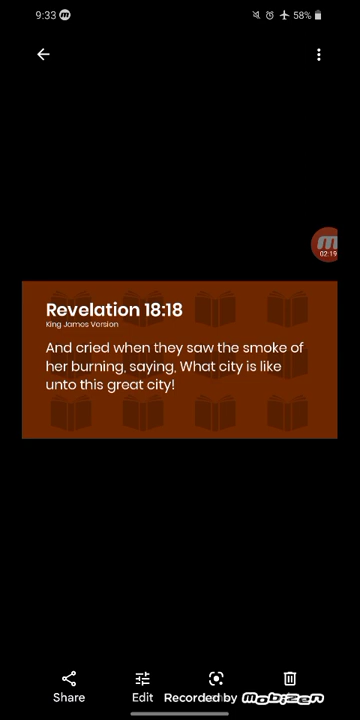 9:33 m 58%
m
02:19
Revelation 18:18
King James Version
And cried when they saw the smoke of
her burning, saying, What city is like
unto this great city!
Share Edit Recorded by mobizen